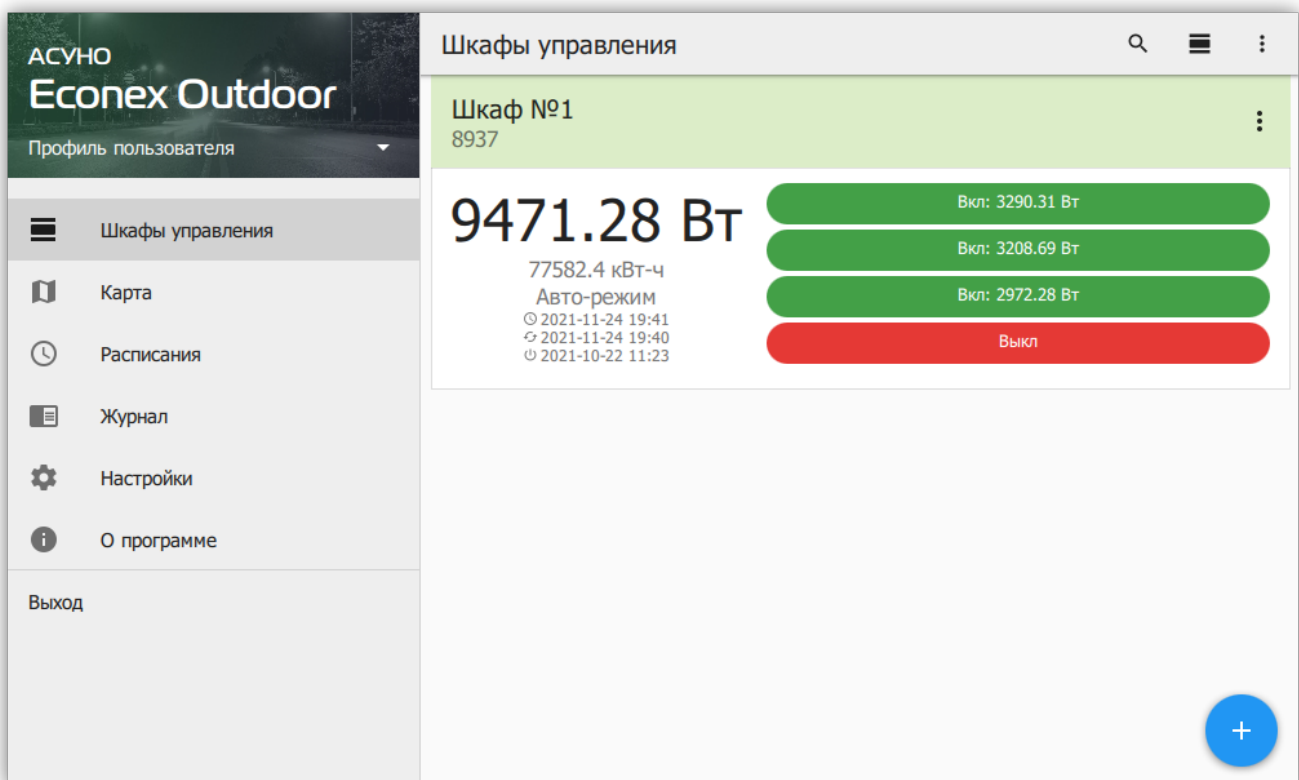 АСУНО
Econex Outdoor
Профиль пользователя
Шкафы управления
Карта
Расписания
Журнал
Настройки
О программе
Выход
Шкафы управления
Шкаф №1
8937
9471.28 Вт
77582.4 кВт-ч
Авто-режим
2021-11-24 19:41
2021-11-24 19:40
2021-10-22 11:23
Вкл: 3290.31 Вт
Вкл: 3208.69 Вт
Вкл: 2972.28 Вт
Выкл